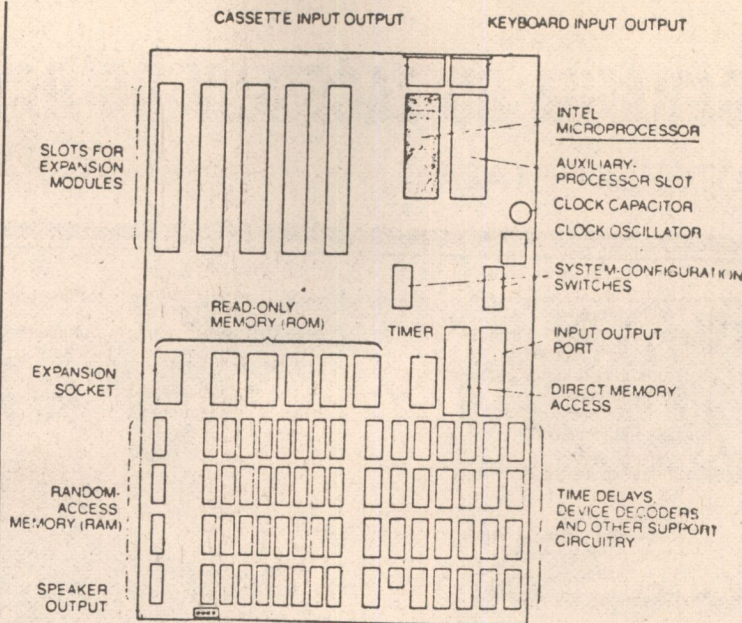 CASSETTE INPUT OUTPUT
KEYBOARD INPUT OUTPUT
SLOTS FOR
EXPANSION
MODULES
INTEL
MICROPROCESSOR
AUXILIARY-
PROCESSOR SLOT
CLOCK CAPACITOR
CLOCK OSCILLATOR
SYSTEM-CONFIGURATION
SWITCHES
READ-ONLY
MEMORY (ROM)
TIMER
INPUT OUTPUT
PORT
EXPANSION
SOCKET
DIRECT MEMORY
ACCESS
RANDOM-
ACCESS
MEMORY (RAM)
TIME DELAYS,
DEVICE DECODERS
AND OTHER SUPPORT
CIRCUITRY
SPEAKER
OUTPUT